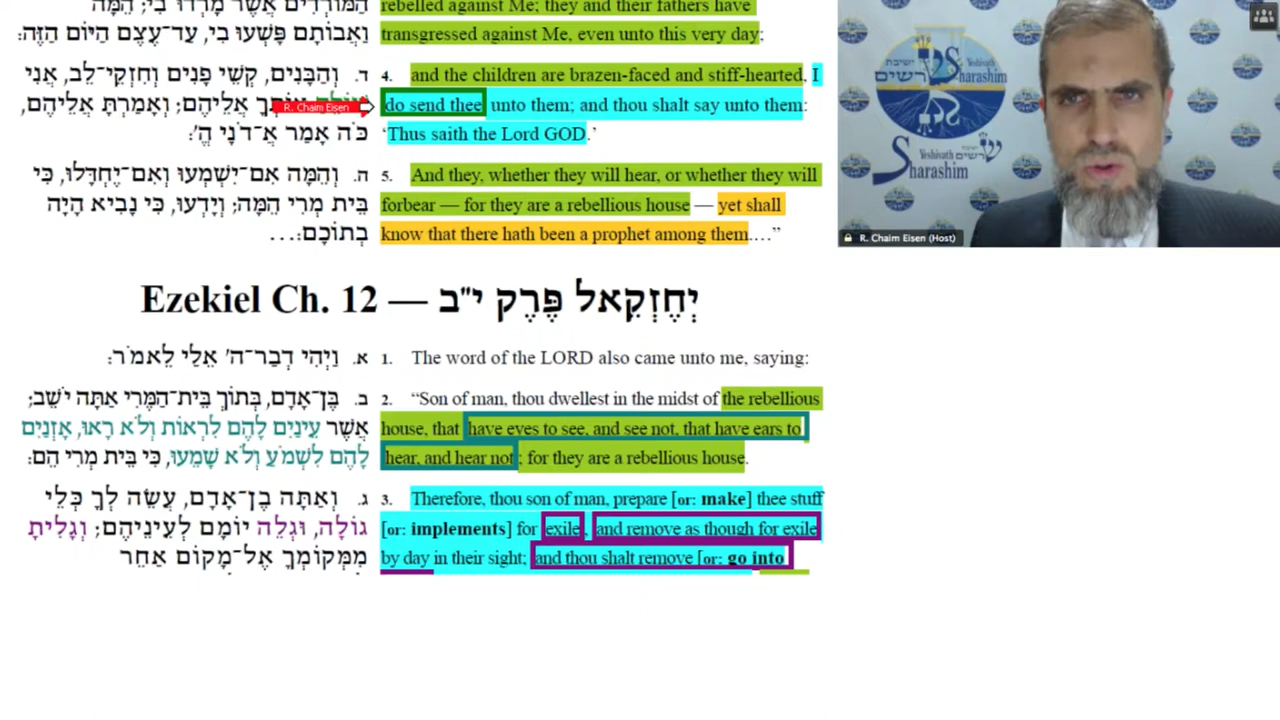 הַמּוֹרְדִים אֲשֶׁר מָרְדוּ בִי; הֵמָּה
וַאֲבוֹתָם פָּשְׁעוּ בִי, עַד־עֶצֶם הַיּוֹם הַזֶּה:
rebelled against Me; they and their fathers have
transgressed against Me, even unto this very day;
ד. וְהַבָּנִים, קְשֵׁי פָנִים וְחִזְקֵי־לֵב, אֲנִי
אֲלֵיהֶם; וְאָמַרְתָּ אֲלֵיהֶם,
כֹּה אָמַר אֲ־דֹנָי ה':
4. and the children are brazen-faced and stiff-hearted, I
do send thee unto them; and thou shalt say unto them:
‘Thus saith the Lord GOD.’
R. Chaim Eisen
ה. וְהֵמָּה אִם־יִשְׁמְעוּ וְאִם־יֶחְדָּלוּ, כִּי
בֵּית מְרִי הֵמָּה; וְיָדְעוּ, כִּי נָבִיא הָיָה
בְתוֹכָם:…
5. And they, whether they will hear, or whether they will
forbear — for they are a rebellious house — yet shall
know that there hath been a prophet among them.…”
Ezekiel Ch. 12 — יְחֶזְקֵאל פֶּרֶק י"ב
א. וַיְהִי דְבַר־ה' אֵלַי לֵאמֹר:
1. The word of the LORD also came unto me, saying:
ב. בֶּן־אָדָם, בְּתוֹךְ בֵּית־הַמֶּרִי אַתָּה יֹשֵׁב;
אֲשֶׁר עֵינַיִם לָהֶם לִרְאוֹת וְלֹא רָאוּ, אָזְנַיִם
לָהֶם לִשְׁמֹעַ וְלֹא שָׁמֵעוּ, כִּי בֵּית מְרִי הֵם:
2. “Son of man, thou dwellest in the midst of the rebellious
house, that have eyes to see, and see not, that have ears to
hear, and hear not; for they are a rebellious house.
ג. וְאַתָּה בֶן־אָדָם, עֲשֵׂה לְךָ כְּלֵי
גוֹלָה, וּגְלֵה יוֹמָם לְעֵינֵיהֶם; וְגָלִיתָ
מִמְּקוֹמְךָ אֶל־מָקוֹם אַחֵר
3. Therefore, thou son of man, prepare [or: make] thee stuff
[or: implements] for exile, and remove as though for exile
by day in their sight; and thou shalt remove [or: go into
ישיבת
שרשים
Yeshivath
Sharashim
Yeshivath ישיבת
Sharashim
R. Chaim Eisen (Host)